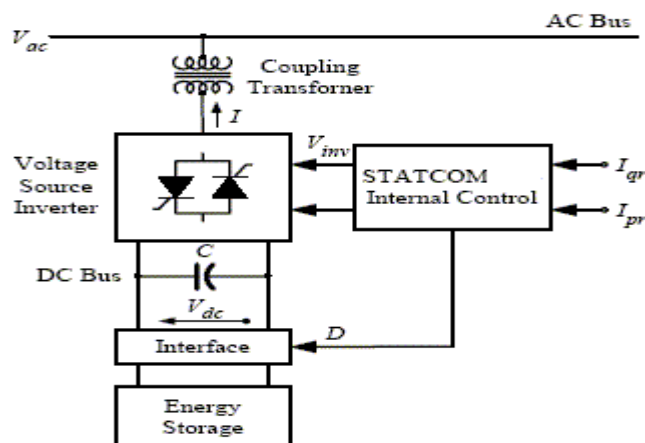 AC Bus
Vac
Coupling
Transforner
I
Voltage
Source
Inverter
Vinv
STATCOM
Internal Control
Iqr
Ipr
C
DC Bus
Vdc
Interface
D
Energy
Storage